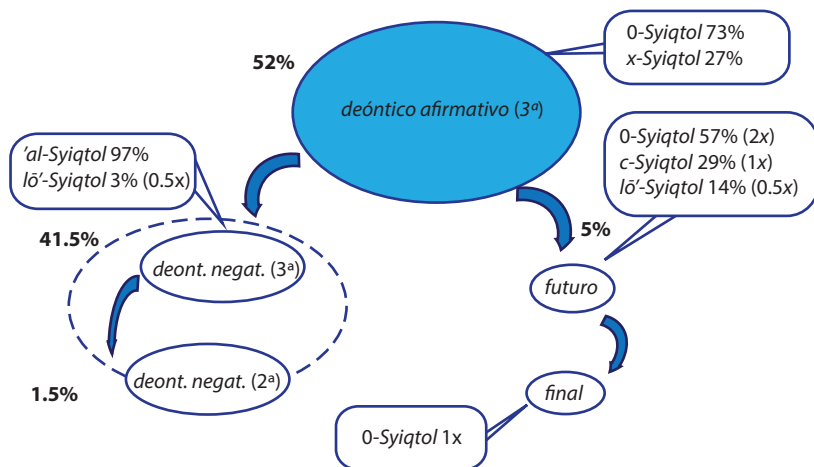 0-Syiqtol 73%
x-Syiqtol 27%
52%
deóntico afirmativo (3ª)
0-Syiqtol 57% (2x)
c-Syiqtol 29% (1x)
lō’-Syiqtol 14% (0.5x)
’al-Syiqtol 97%
lō’-Syiqtol 3% (0.5x)
41.5%
5%
deont. negat. (3ª)
futuro
deont. negat. (2ª)
1.5%
final
0-Syiqtol 1x